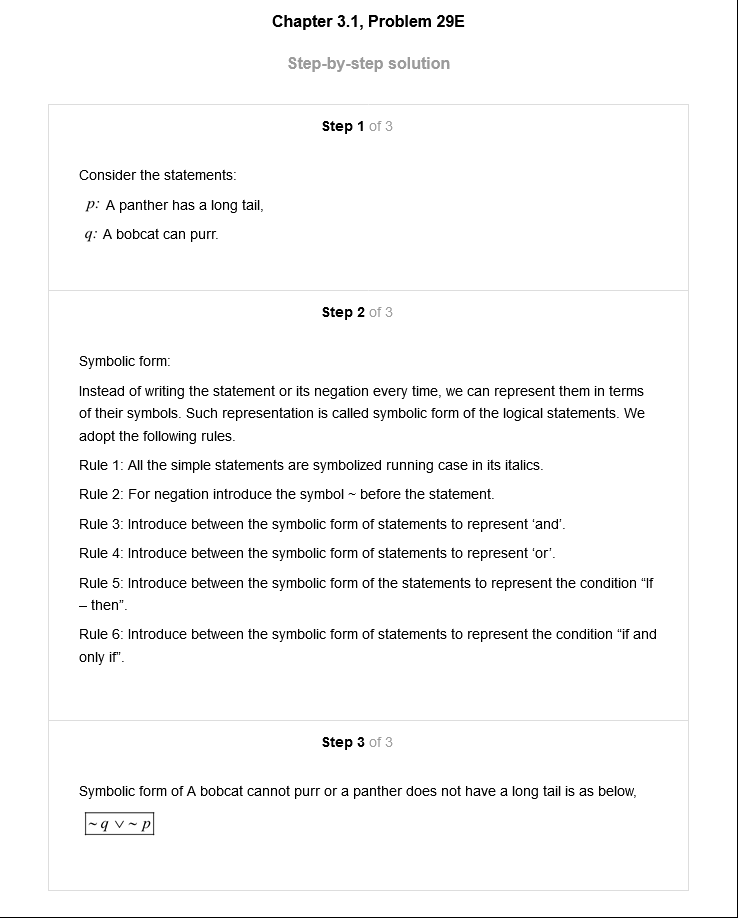 Chapter 3.1, Problem 29E
Step-by-step solution
Step 1 of 3
Consider the statements:
p: A panther has a long tail,
q: A bobcat can purr.
Step 2 of 3
Symbolic form:
Instead of writing the statement or its negation every time, we can represent them in terms
of their symbols. Such representation is called symbolic form of the logical statements. We
adopt the following rules.
Rule 1: All the simple statements are symbolized running case in its italics.
Rule 2: For negation introduce the symbol ~ before the statement.
Rule 3: Introduce between the symbolic form of statements to represent ‘and’.
Rule 4: Introduce between the symbolic form of statements to represent ‘or’.
Rule 5: Introduce between the symbolic form of the statements to represent the condition “If
– then”.
Rule 6: Introduce between the symbolic form of statements to represent the condition “if and
only if”.
Step 3 of 3
Symbolic form of A bobcat cannot purr or a panther does not have a long tail is as below,
~ q ∨ ~ p